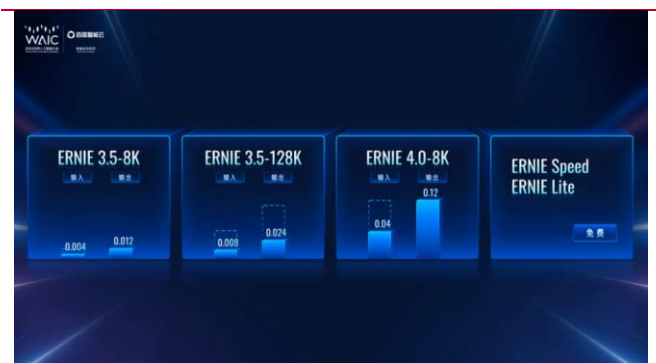 WAIC
百度智能云
ERNIE 3.5-8K
输入 输出
0.004 0.012
ERNIE 3.5-128K
输入 输出
0.008 0.024
ERNIE 4.0-8K
输入 输出
0.04 0.12
ERNIE Speed
ERNIE Lite
免费